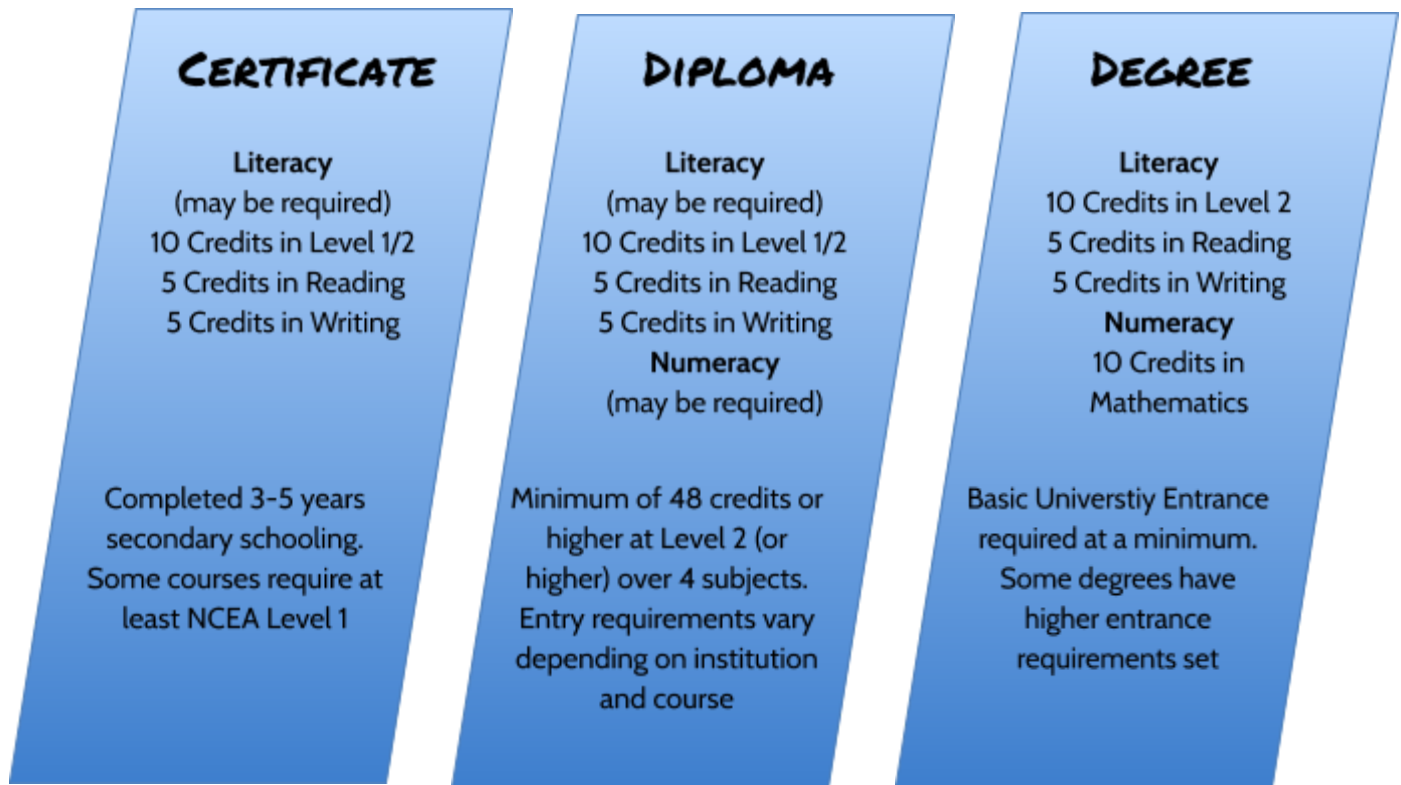 CERTIFICATE
Literacy
(may be required)
10 Credits in Level 1/2
5 Credits in Reading
5 Credits in Writing
Completed 3-5 years
secondary schooling.
Some courses require at
least NCEA Level 1
DIPLOMA
Literacy
(may be required)
10 Credits in Level 1/2
5 Credits in Reading
5 Credits in Writing
Numeracy
(may be required)
Minimum of 48 credits or
higher at Level 2 (or
higher) over 4 subjects.
Entry requirements vary
depending on institution
and course
DEGREE
Literacy
10 Credits in Level 2
5 Credits in Reading
5 Credits in Writing
Numeracy
10 Credits in
Mathematics
Basic Universtiy Entrance
required at a minimum.
Some degrees have
higher entrance
requirements set